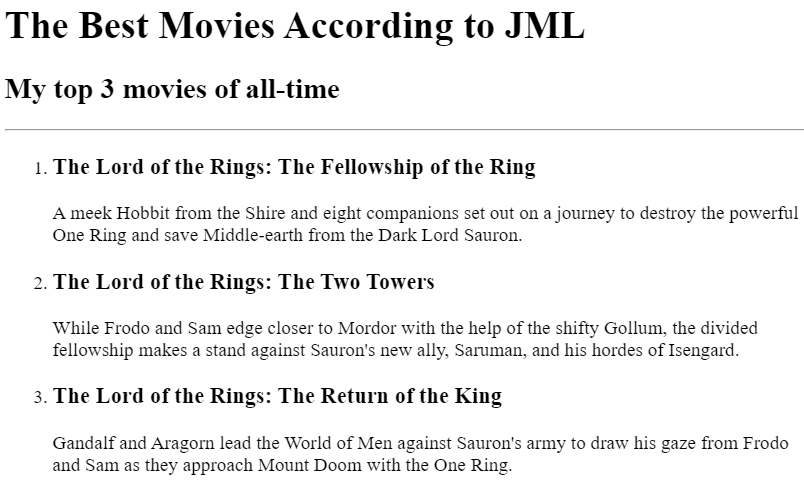 The Best Movies According to JML
My top 3 movies of all-time
1. The Lord of the Rings: The Fellowship of the Ring
A meek Hobbit from the Shire and eight companions set out on a journey to destroy the powerful
One Ring and save Middle-earth from the Dark Lord Sauron.
2. The Lord of the Rings: The Two Towers
While Frodo and Sam edge closer to Mordor with the help of the shifty Gollum, the divided
fellowship makes a stand against Sauron's new ally, Saruman, and his hordes of Isengard.
3. The Lord of the Rings: The Return of the King
Gandalf and Aragorn lead the World of Men against Sauron's army to draw his gaze from Frodo
and Sam as they approach Mount Doom with the One Ring.